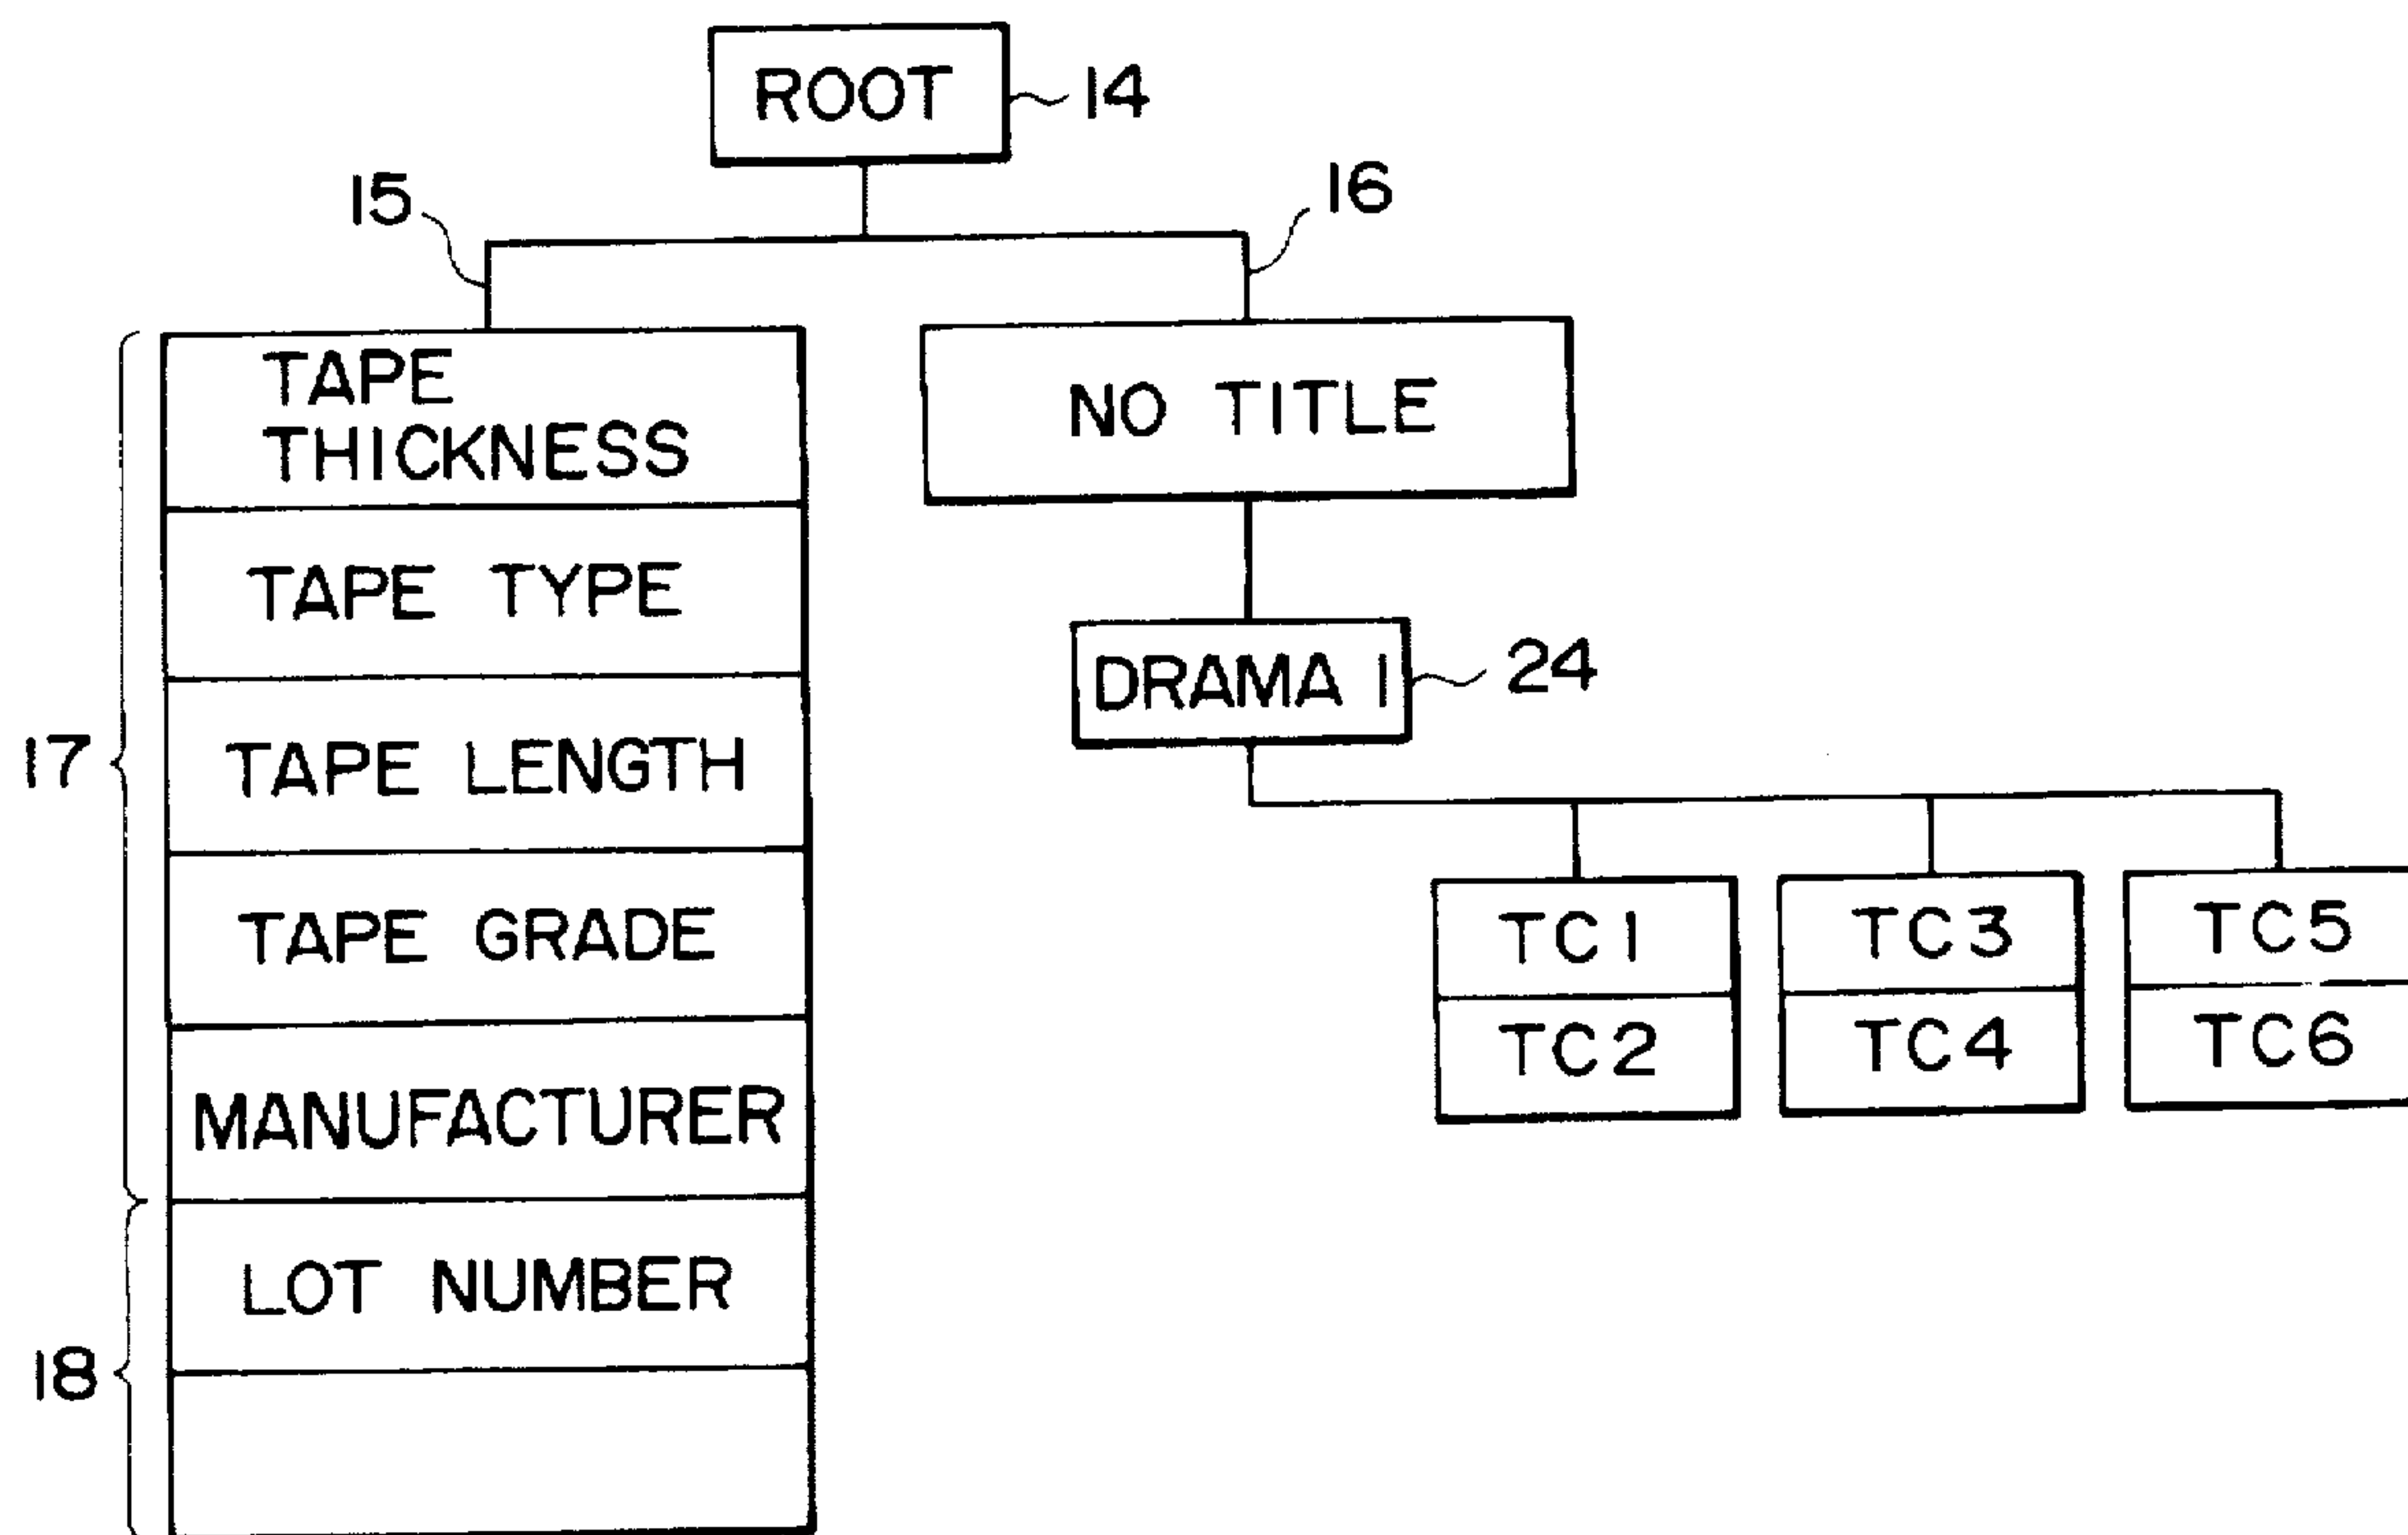 ROOT
14
15
16
TAPE
THICKNESS
NO TITLE
TAPE TYPE
DRAMA 1
24
17
TAPE LENGTH
TAPE GRADE
TC1
TC3
TC5
TC2
TC4
TC6
MANUFACTURER
LOT NUMBER
18